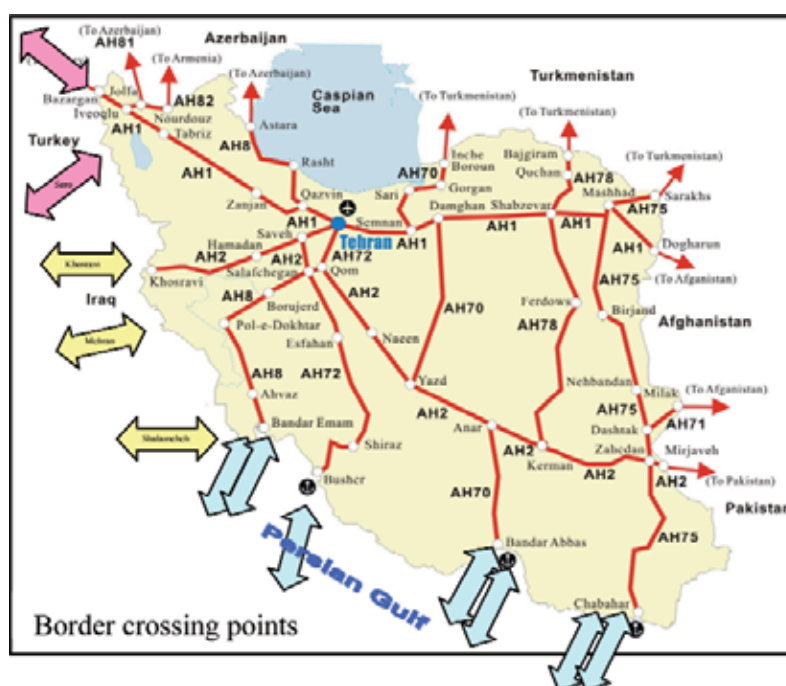 (To Azerbaijan)
AH81
Azerbaijan
(To Armenia)
(To Azerbaijan)
Caspian
Sea
Turkmenistan
(To Turkmenistan)
(To Turkmenistan)
Bazargan
Jolfa
AH82
Iveoqlu
Nourdouz
AH1
Tabriz
Turkey
AH8
Astara
Rasht
Inche
Boroun
Bajgiram
AH70
Quchan
AH78
(To Turkmenistan)
Sari
Gorgan
Mashhad
AH75
Sarakhs
AH1
Zanjan
Qazvin
Semnan
Damghan
Shabzevar
AH1
Saveh
Tehran
AH1
AH1
AH1
AH1
Dogharun
Hamadan
AH2
AH2
AH72
(To Afganistan)
Khosravi
Khosravi
Salafchegan
Qom
AH75
Iraq
AH8
AH2
Borujerd
AH70
Ferdows
Birjand
Pol-e-Dokhtar
Esfahan
Naeen
AH78
Afghanistan
Mehran
AH8
AH72
Yazd
Nehbandan
Milak
(To Afganistan)
Ahvaz
AH2
AH75
AH71
Dashtak
Bandar Emam
Anar
Shiraz
AH2
Kerman
Zahedan
Mirjaveh
AH2
AH2
(To Pakistan)
Busher
AH70
Pakistan
Persian Gulf
Bandar Abbas
AH75
Chabahar
Border crossing points